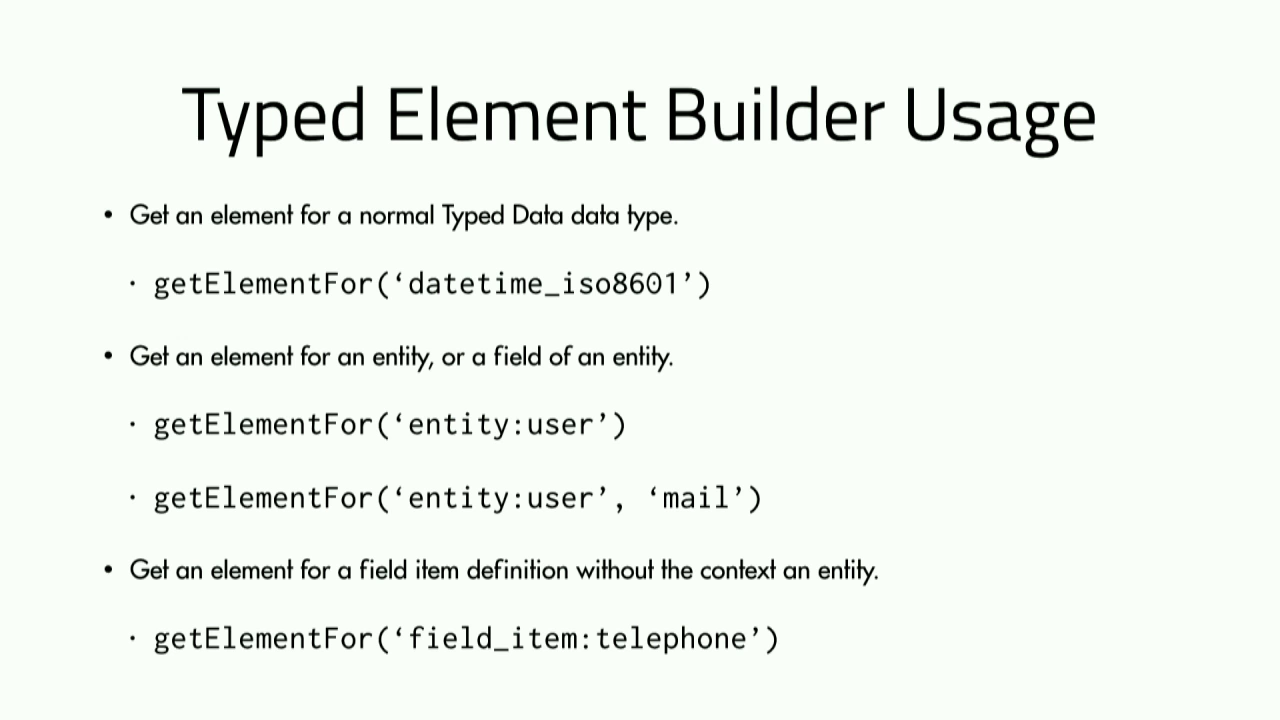 Typed Element Builder Usage
• Get an element for a normal Typed Data data type.
• getElementFor(‘datetime_iso8601’)
• Get an element for an entity, or a field of an entity.
• getElementFor(‘entity:user’)
• getElementFor(‘entity:user’, ‘mail’)
• Get an element for a field item definition without the context an entity.
• getElementFor(‘field_item:telephone’)